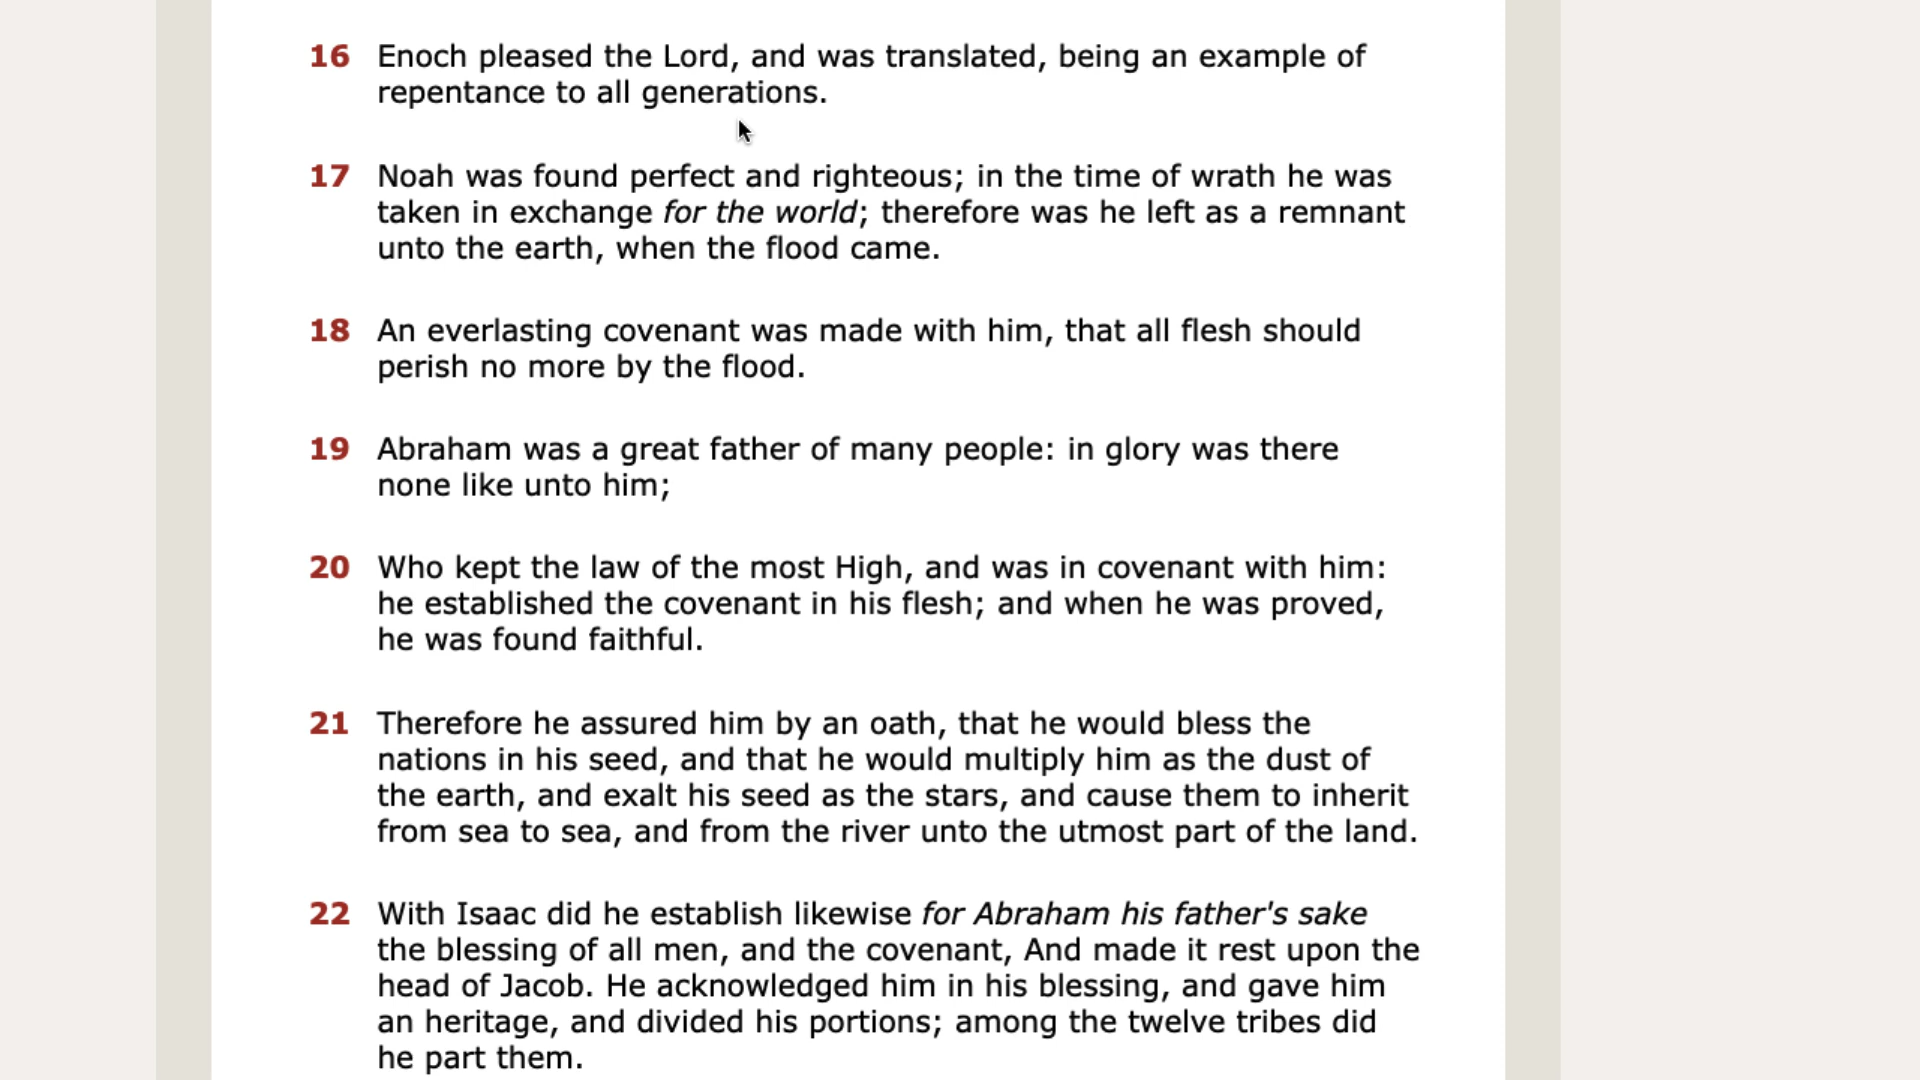 16 Enoch pleased the Lord, and was translated, being an example of
repentance to all generations.
17 Noah was found perfect and righteous; in the time of wrath he was
taken in exchange for the world; therefore was he left as a remnant
unto the earth, when the flood came.
18 An everlasting covenant was made with him, that all flesh should
perish no more by the flood.
19 Abraham was a great father of many people: in glory was there
none like unto him;
20 Who kept the law of the most High, and was in covenant with him:
he established the covenant in his flesh; and when he was proved,
he was found faithful.
21 Therefore he assured him by an oath, that he would bless the
nations in his seed, and that he would multiply him as the dust of
the earth, and exalt his seed as the stars, and cause them to inherit
from sea to sea, and from the river unto the utmost part of the land.
22 With Isaac did he establish likewise for Abraham his father's sake
the blessing of all men, and the covenant, And made it rest upon the
head of Jacob. He acknowledged him in his blessing, and gave him
an heritage, and divided his portions; among the twelve tribes did
he part them.